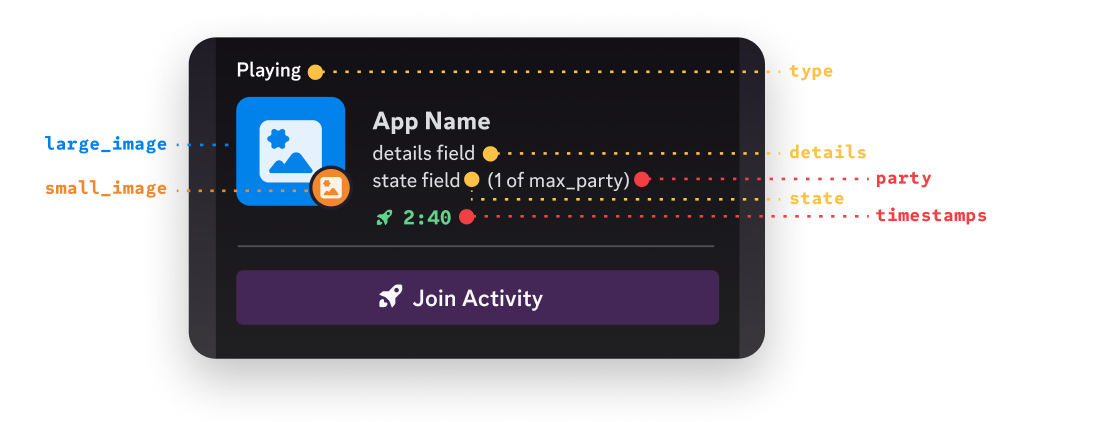 Playing
type
App Name
large_image
details field
details
small_image
state field (1 of max_party)
party
state
2:40
timestamps
Join Activity